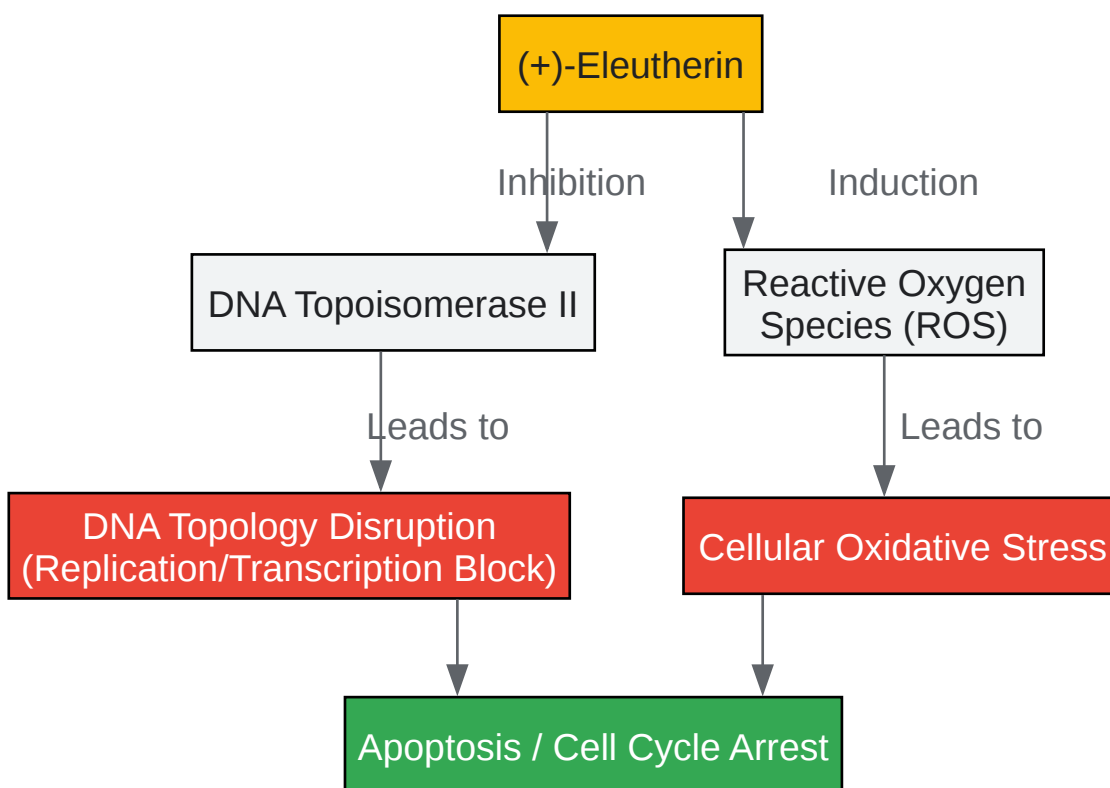 (+)-Eleutherin
Inhibition
Induction
DNA Topoisomerase II
Reactive Oxygen
Species (ROS)
Leads to
Leads to
DNA Topology Disruption
(Replication/Transcription Block)
Cellular Oxidative Stress
Apoptosis / Cell Cycle Arrest